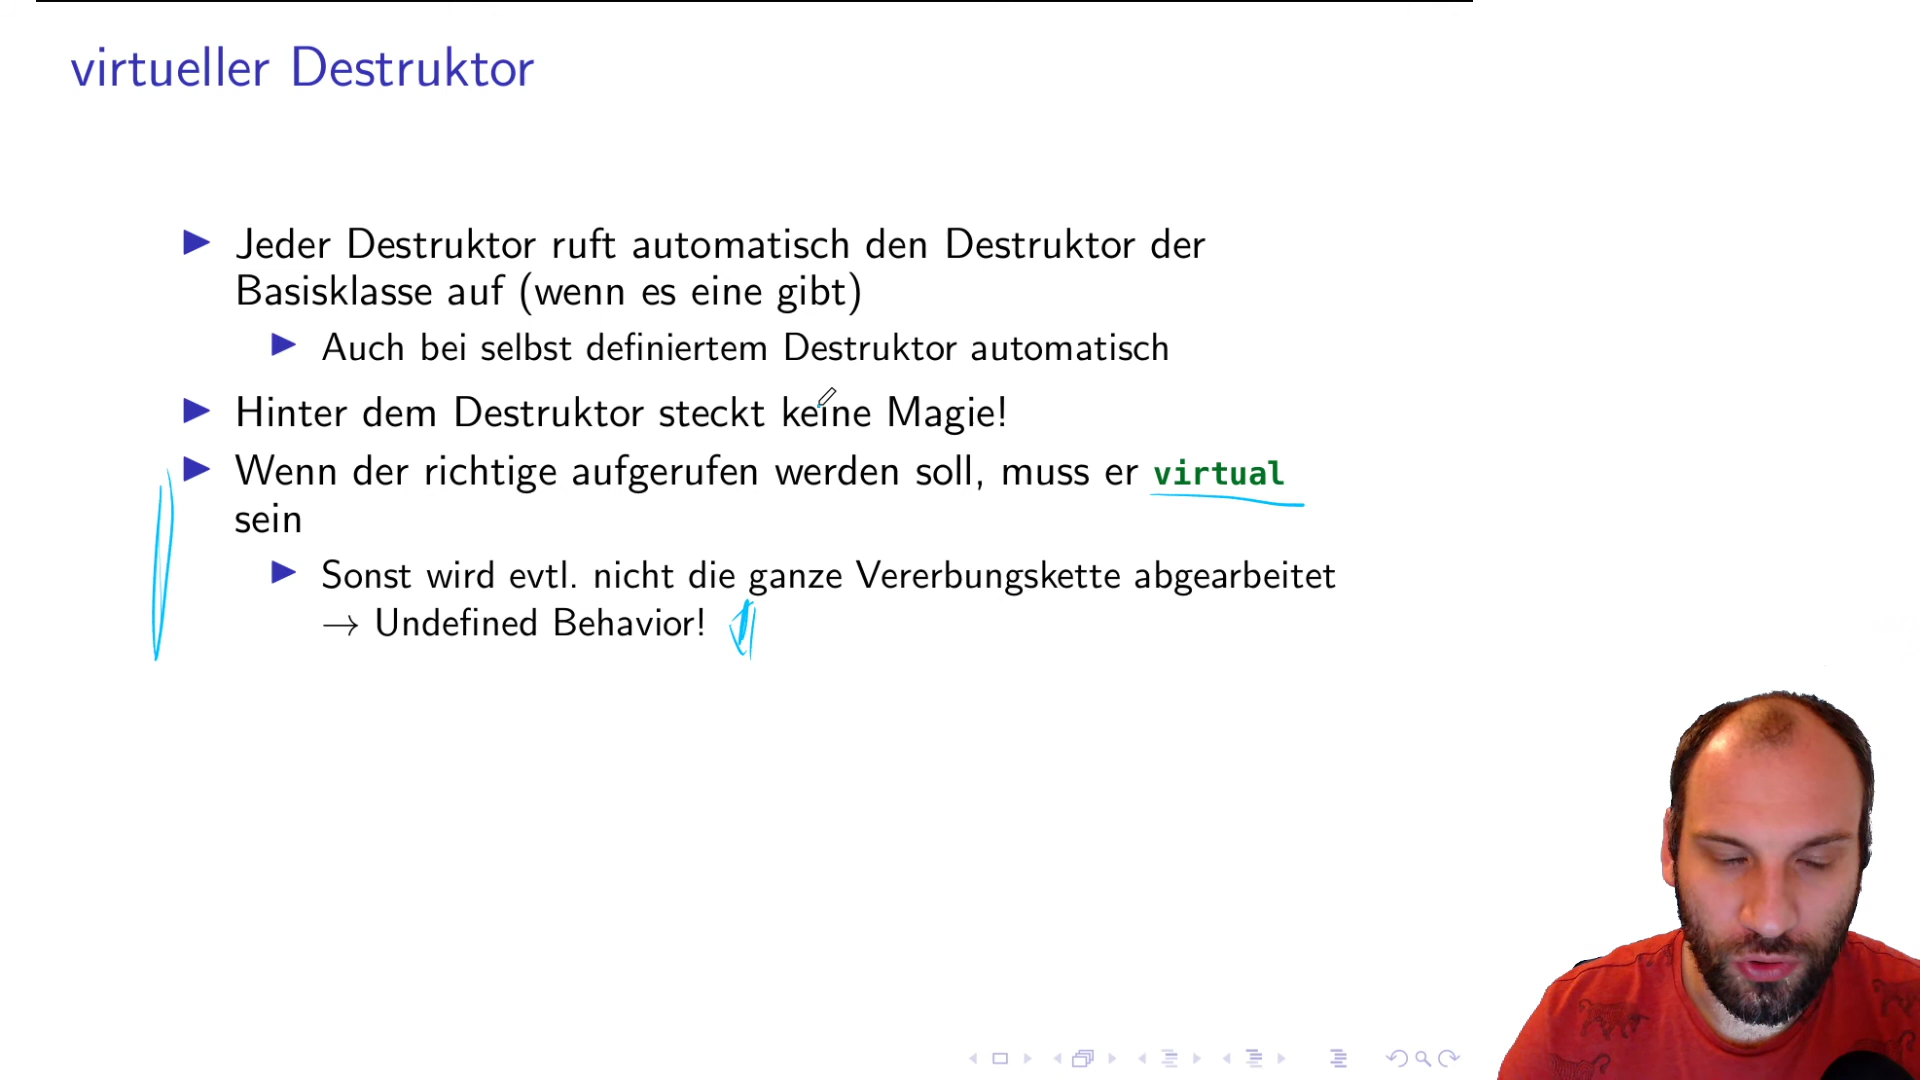 virtueller Destruktor
Jeder Destruktor ruft automatisch den Destruktor der
Basisklasse auf (wenn es eine gibt)
Auch bei selbst definiertem Destruktor automatisch
Hinter dem Destruktor steckt keine Magie!
Wenn der richtige aufgerufen werden soll, muss er virtual
sein
Sonst wird evtl. nicht die ganze Vererbungskette abgearbeitet
→ Undefined Behavior!